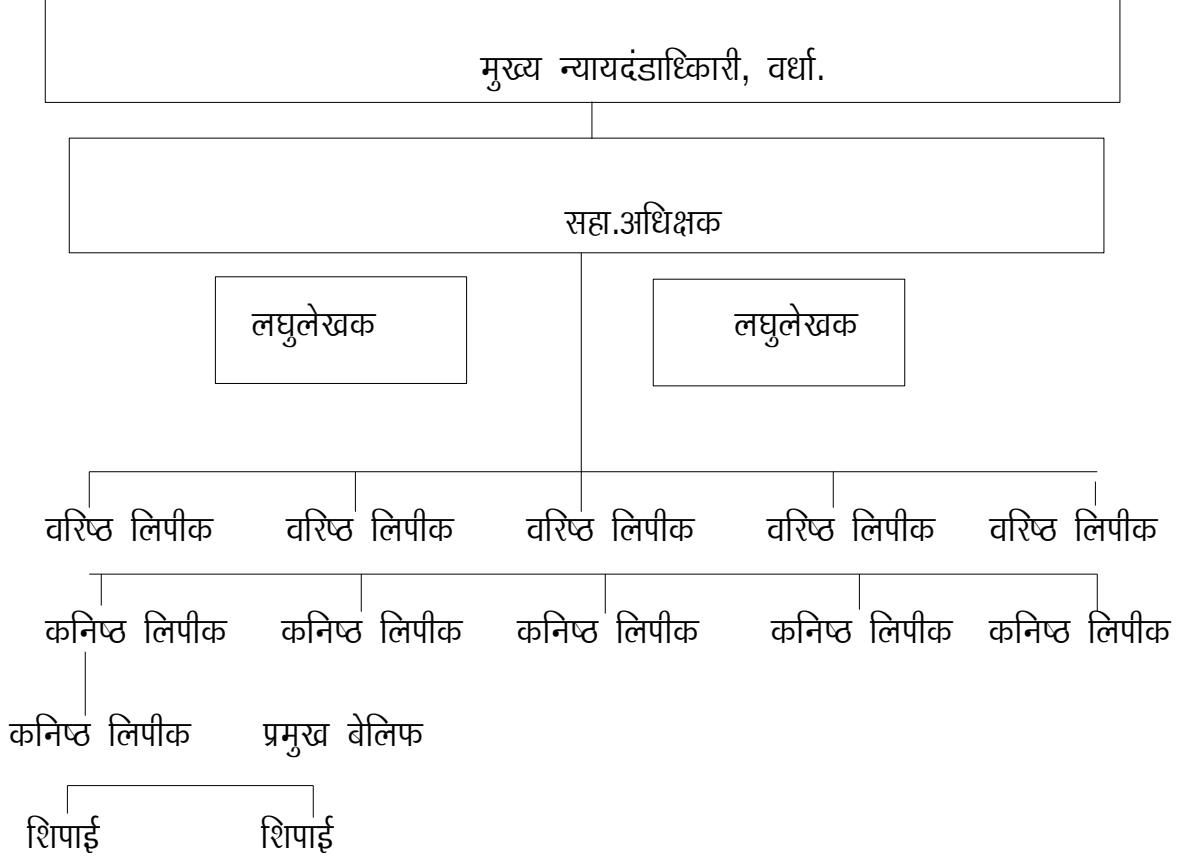 मुख्य न्यायदंडाधिकारी, वर्धा.
सहा.अधिक्षक
लघुलेखक लघुलेखक
वरिष्ठ लिपीक वरिष्ठ लिपीक वरिष्ठ लिपीक वरिष्ठ लिपीक वरिष्ठ लिपीक
कनिष्ठ लिपीक कनिष्ठ लिपीक कनिष्ठ लिपीक कनिष्ठ लिपीक कनिष्ठ लिपीक
कनिष्ठ लिपीक प्रमुख बेलिफ
शिपाई शिपाई